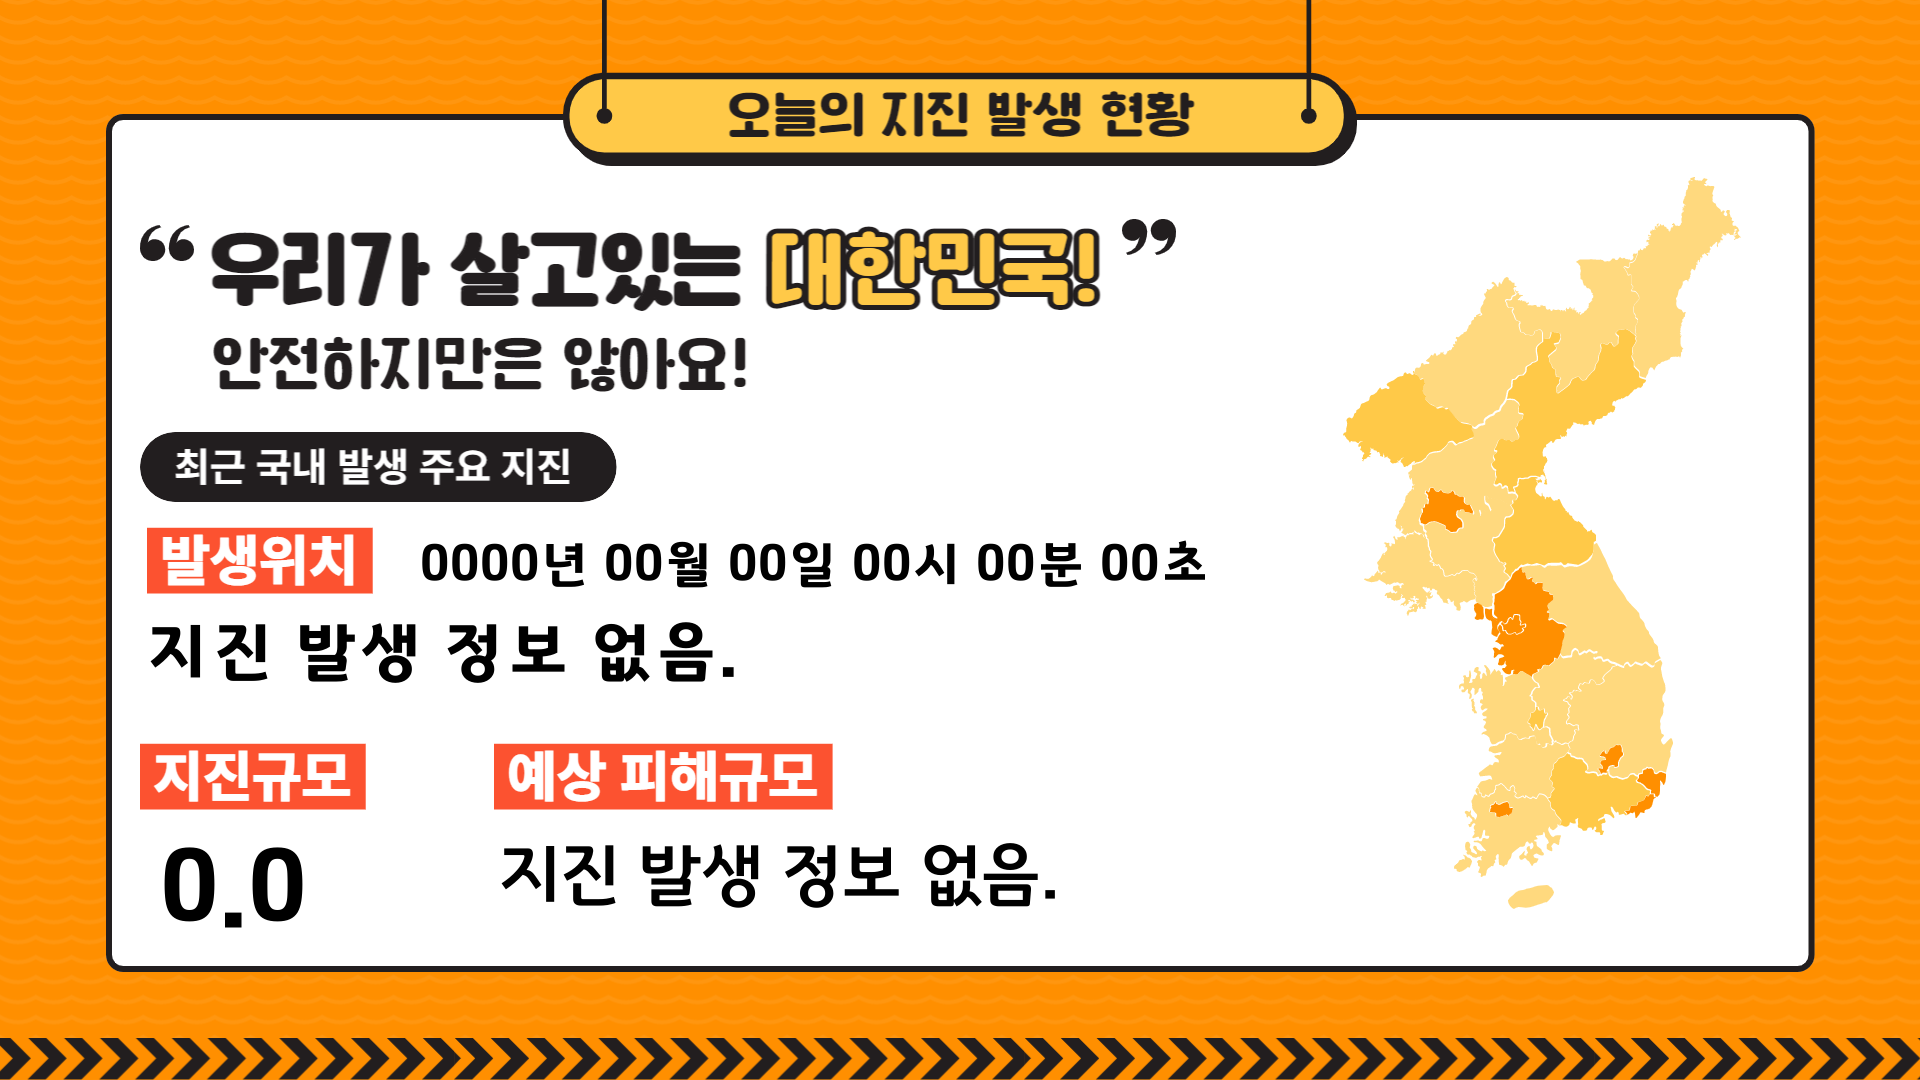 오늘의 지진 발생 현황
“우리가 살고있는 대한민국!”
안전하지만은 않아요!
최근 국내 발생 주요 지진
발생위치 0000년 00월 00일 00시 00분 00초
지진 발생 정보 없음.
지진규모 예상 피해규모
0.0 지진 발생 정보 없음.